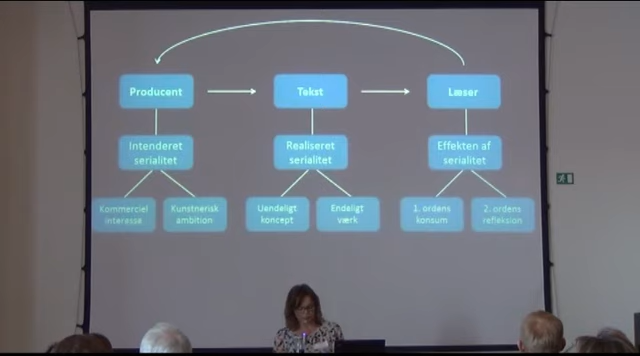 Producent
Tekst
Læser
Intenderet
serialitet
Realiseret
serialitet
Effekten af
serialitet
Kommerciel
interesse
Kunstnerisk
ambition
Uendeligt
koncept
Endeligt
værk
1. ordens
konsum
2. ordens
refleksion